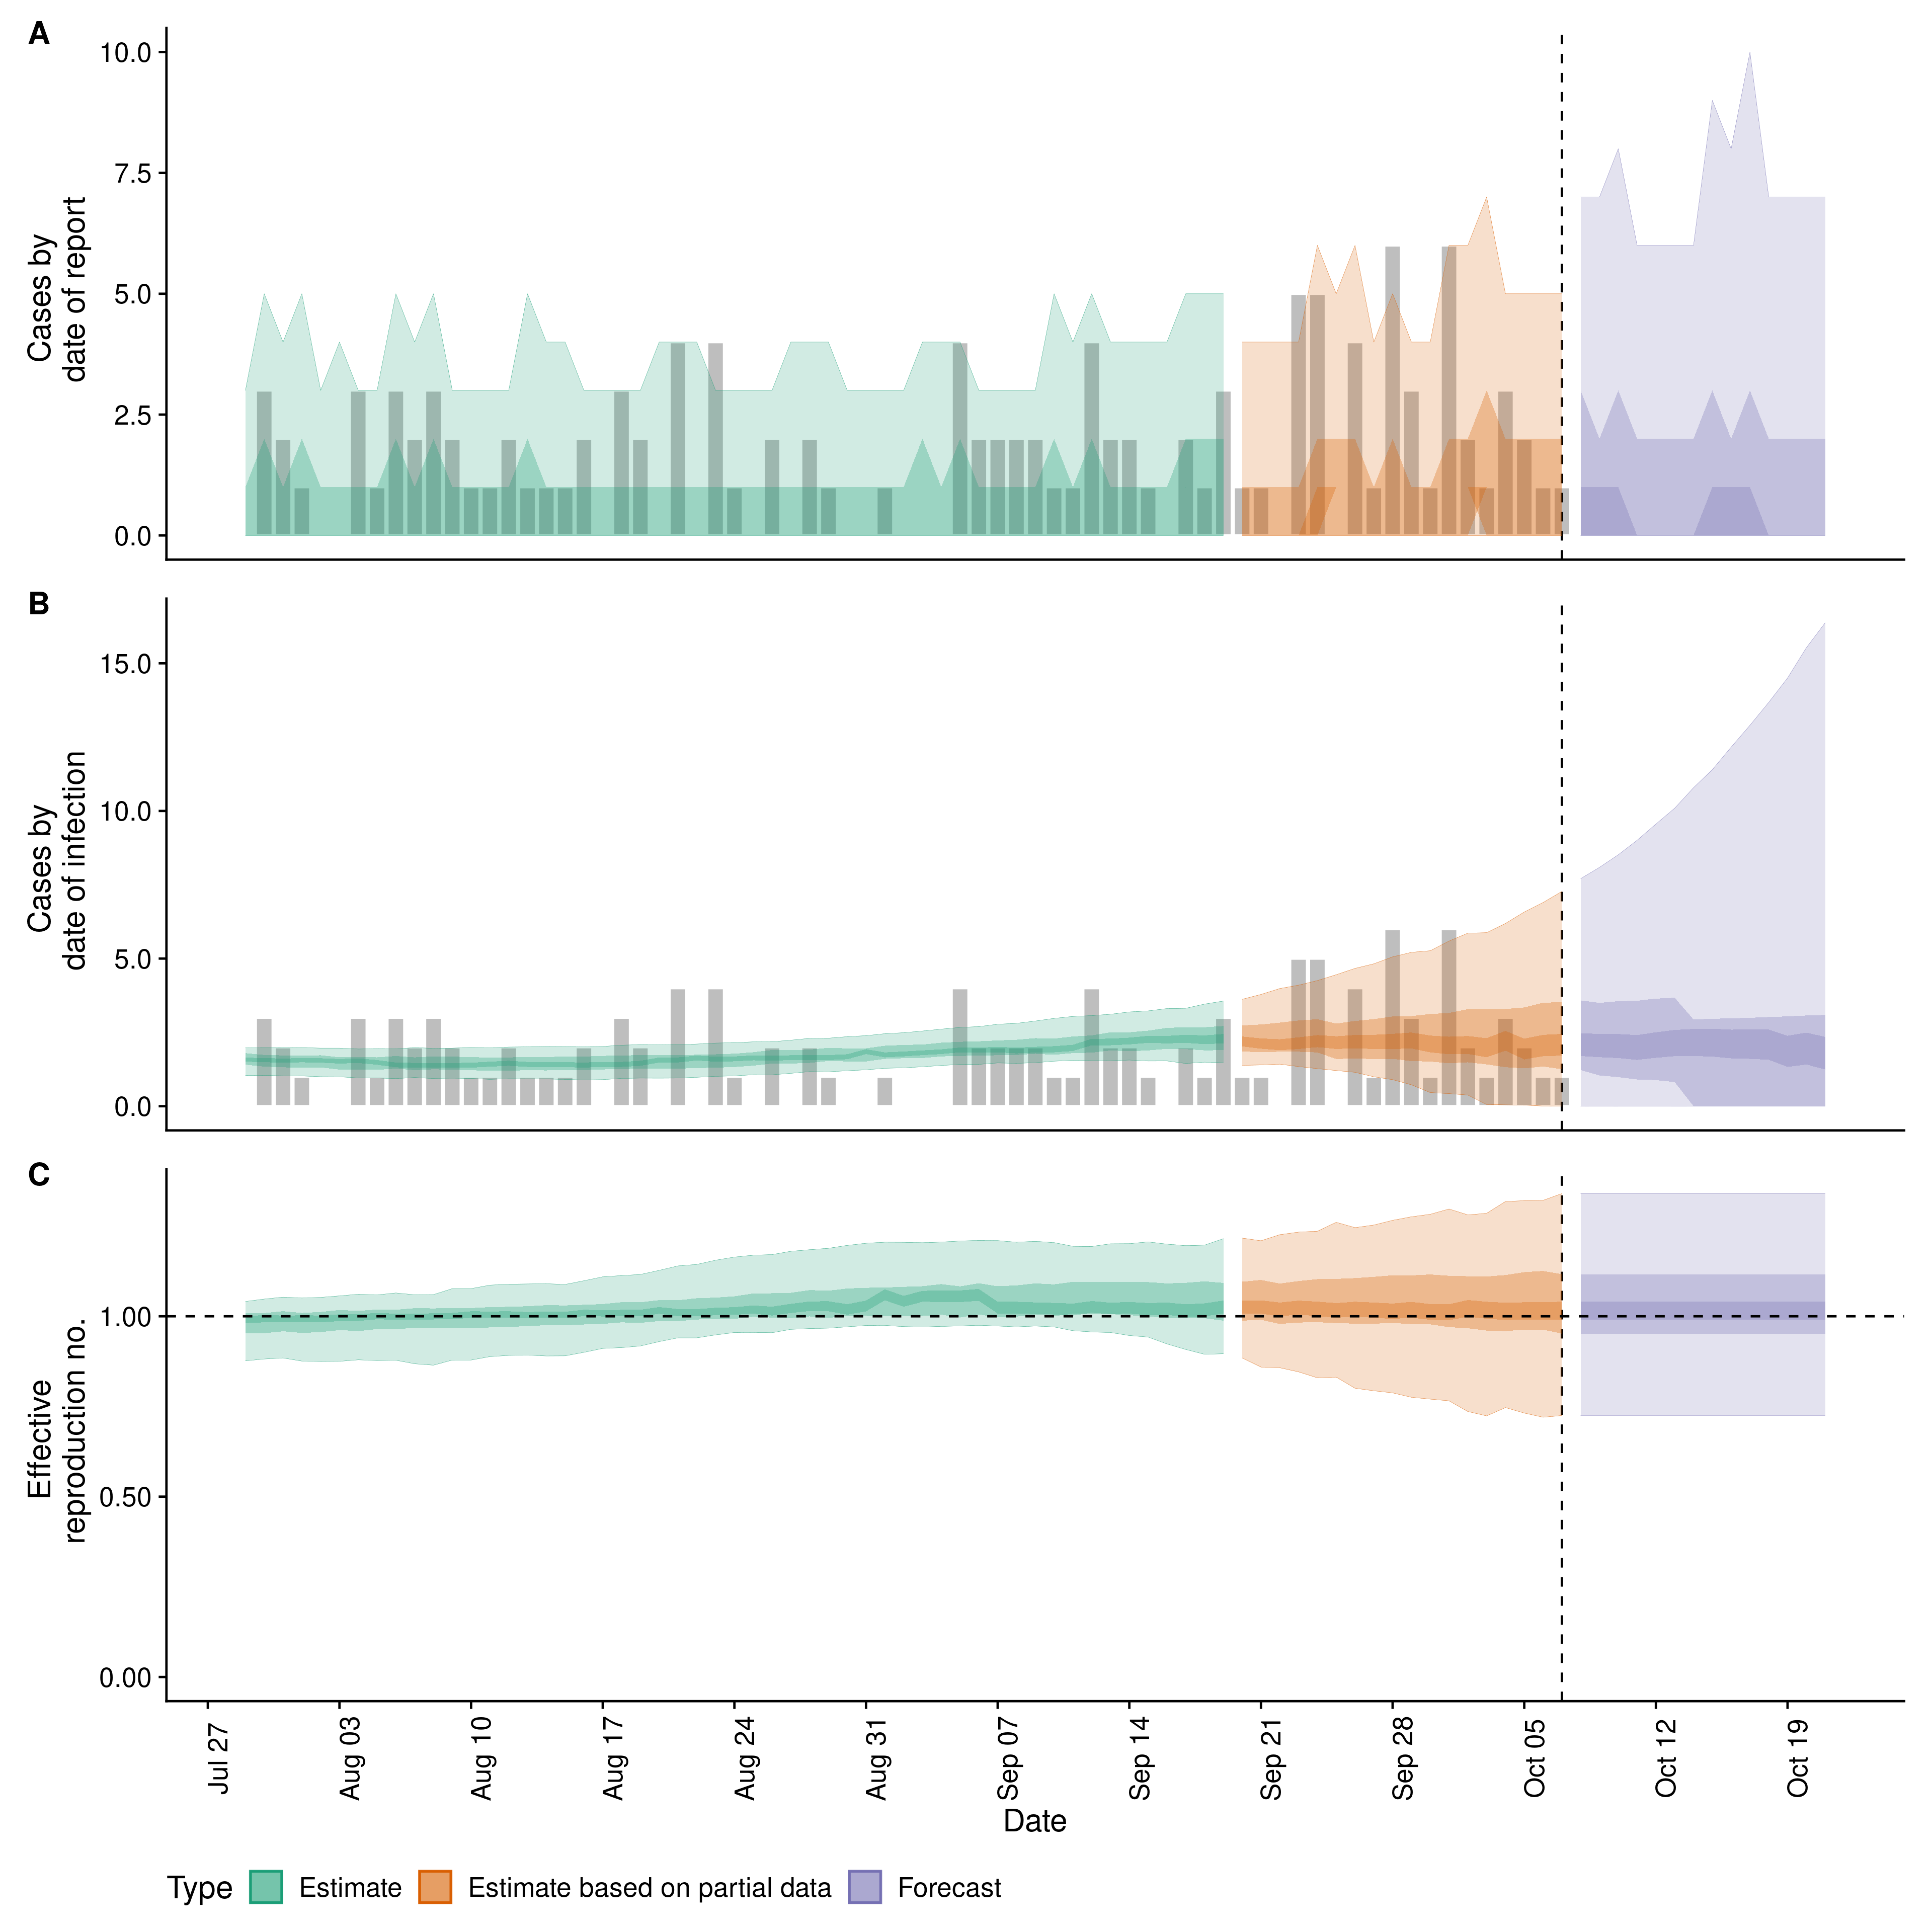 A
10.0
7.5
5.0
2.5
0.0
Cases by
date of report
B
15.0
10.0
5.0
0.0
Cases by
date of infection
C
1.00
0.50
0.00
Effective
reproduction no.
Jul 27
Aug 03
Aug 10
Aug 17
Aug 24
Aug 31
Sep 07
Sep 14
Sep 21
Sep 28
Oct 05
Oct 12
Oct 19
Date
Type Estimate Estimate based on partial data Forecast